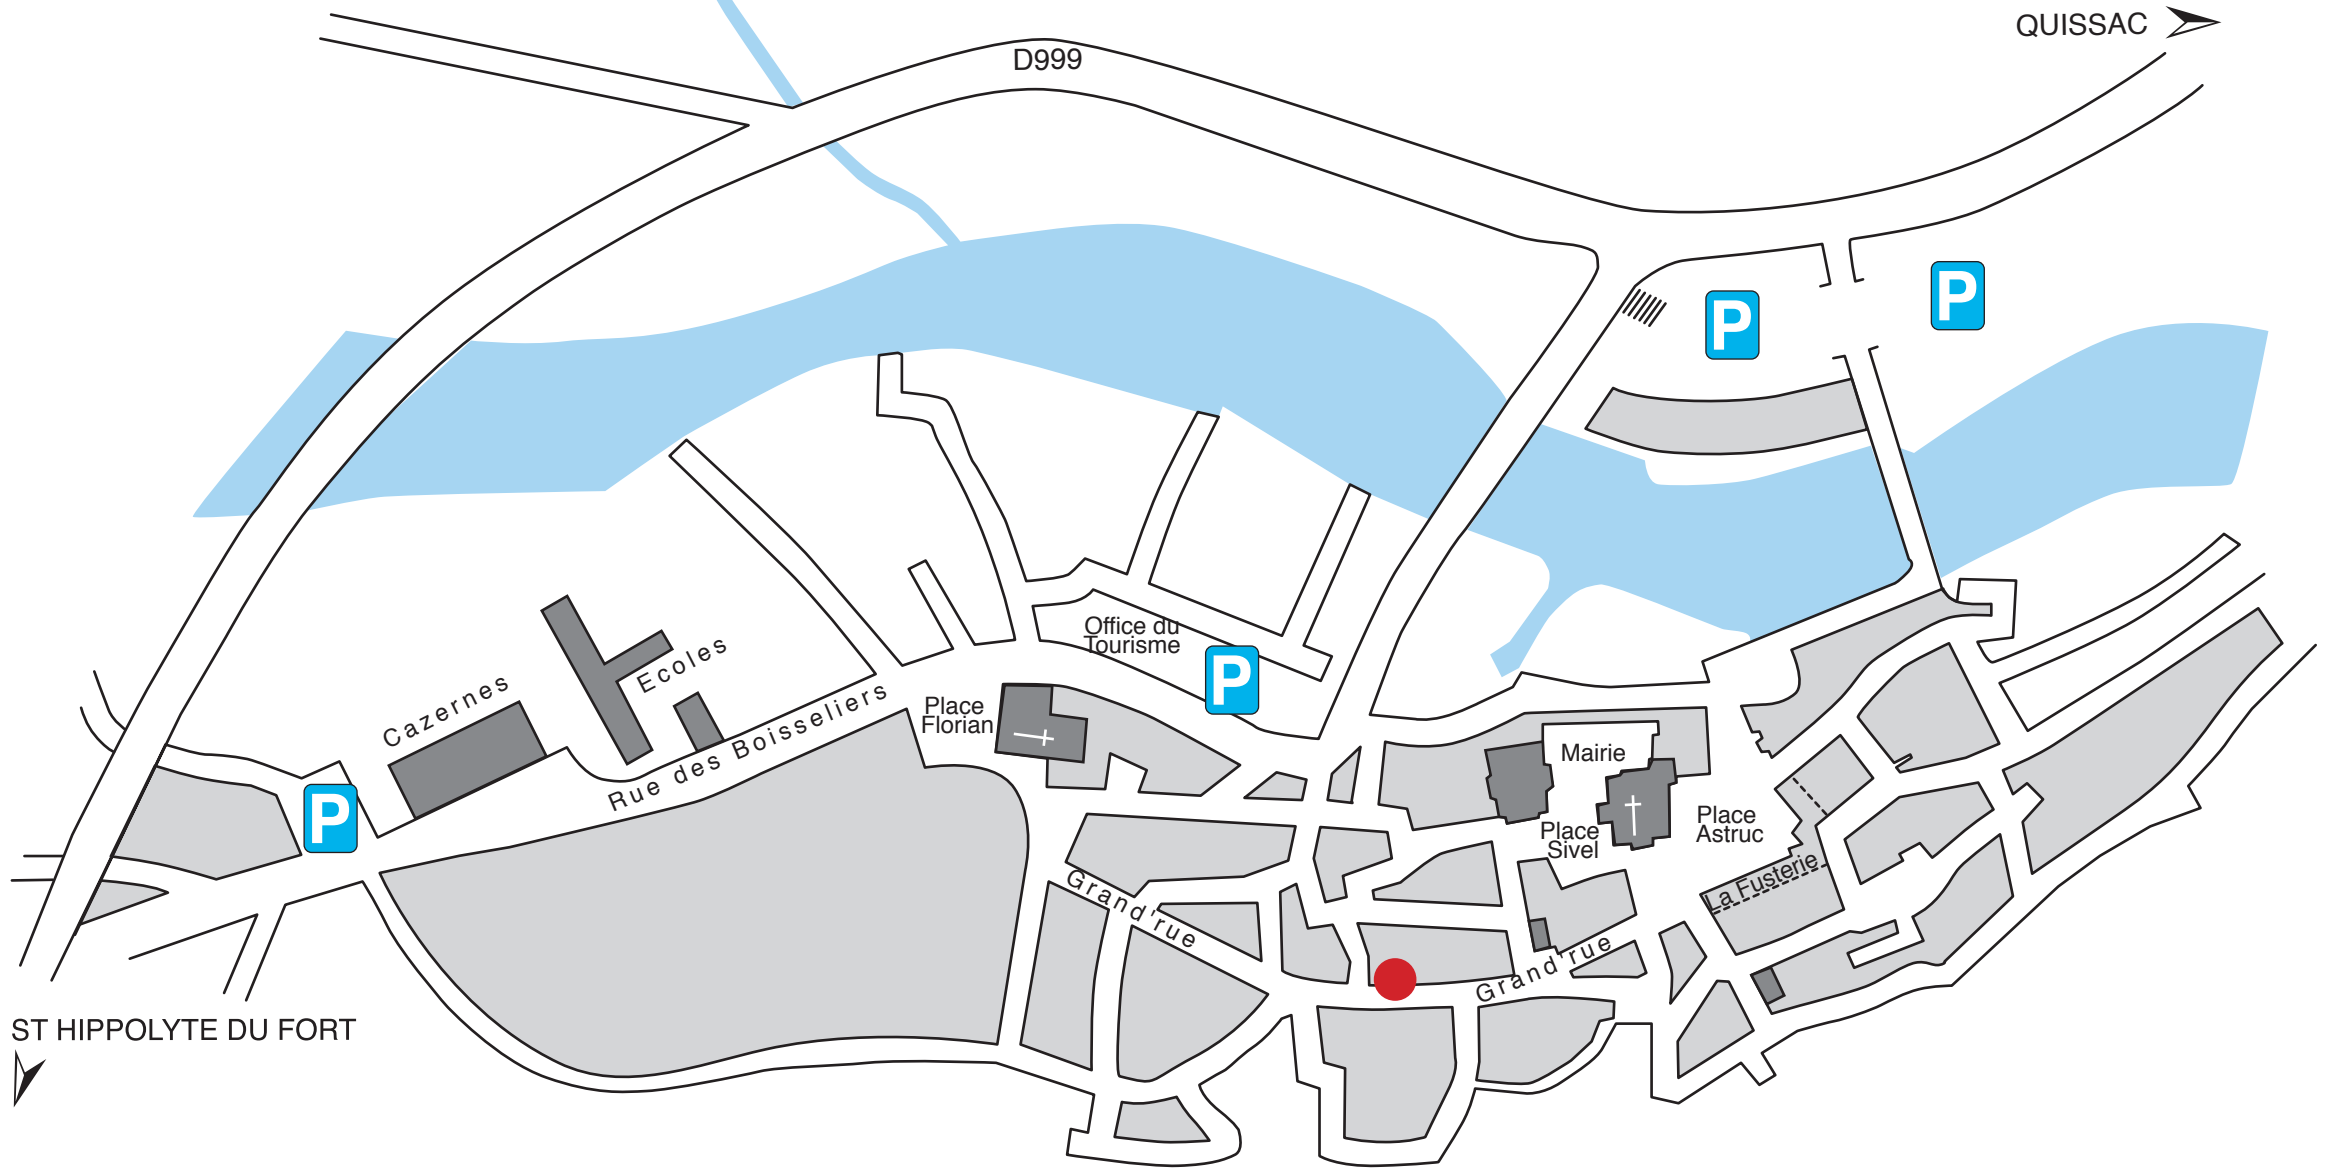 QUISSAC
D999
P
P
Office du
Tourisme
P
Ecoles
Cazernes
Rue des Boisseliers
Place
Florian
Mairie
P
Place
Sivel
Place
Astruc
La Fusterie
Grand'rue
Grand'rue
ST HIPPOLYTE DU FORT